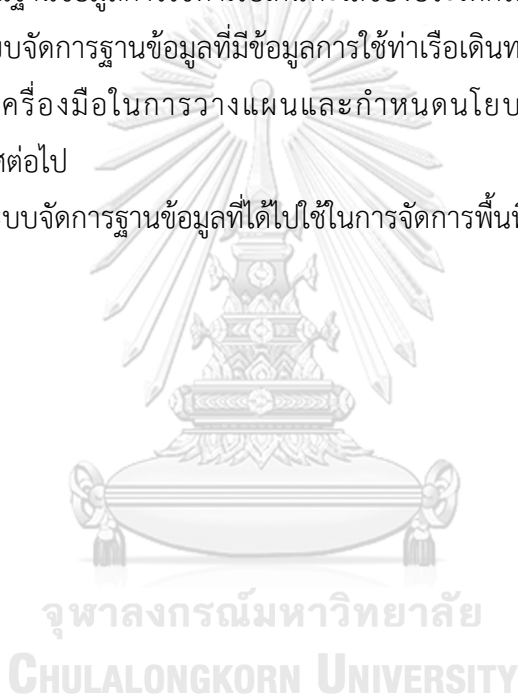 บบจัดการฐานข้อมูลที่มีข้อมูลการใช้ท่าเรือเดินท
ครื่องมือในการวางแผนและกำหนดนโยบ
ศต่อไป
บบจัดการฐานข้อมูลที่ได้ไปใช้ในการจัดการพื้นที
จุฬาลงกรณ์มหาวิทยาลัย
CHULALONGKORN UNIVERSITY